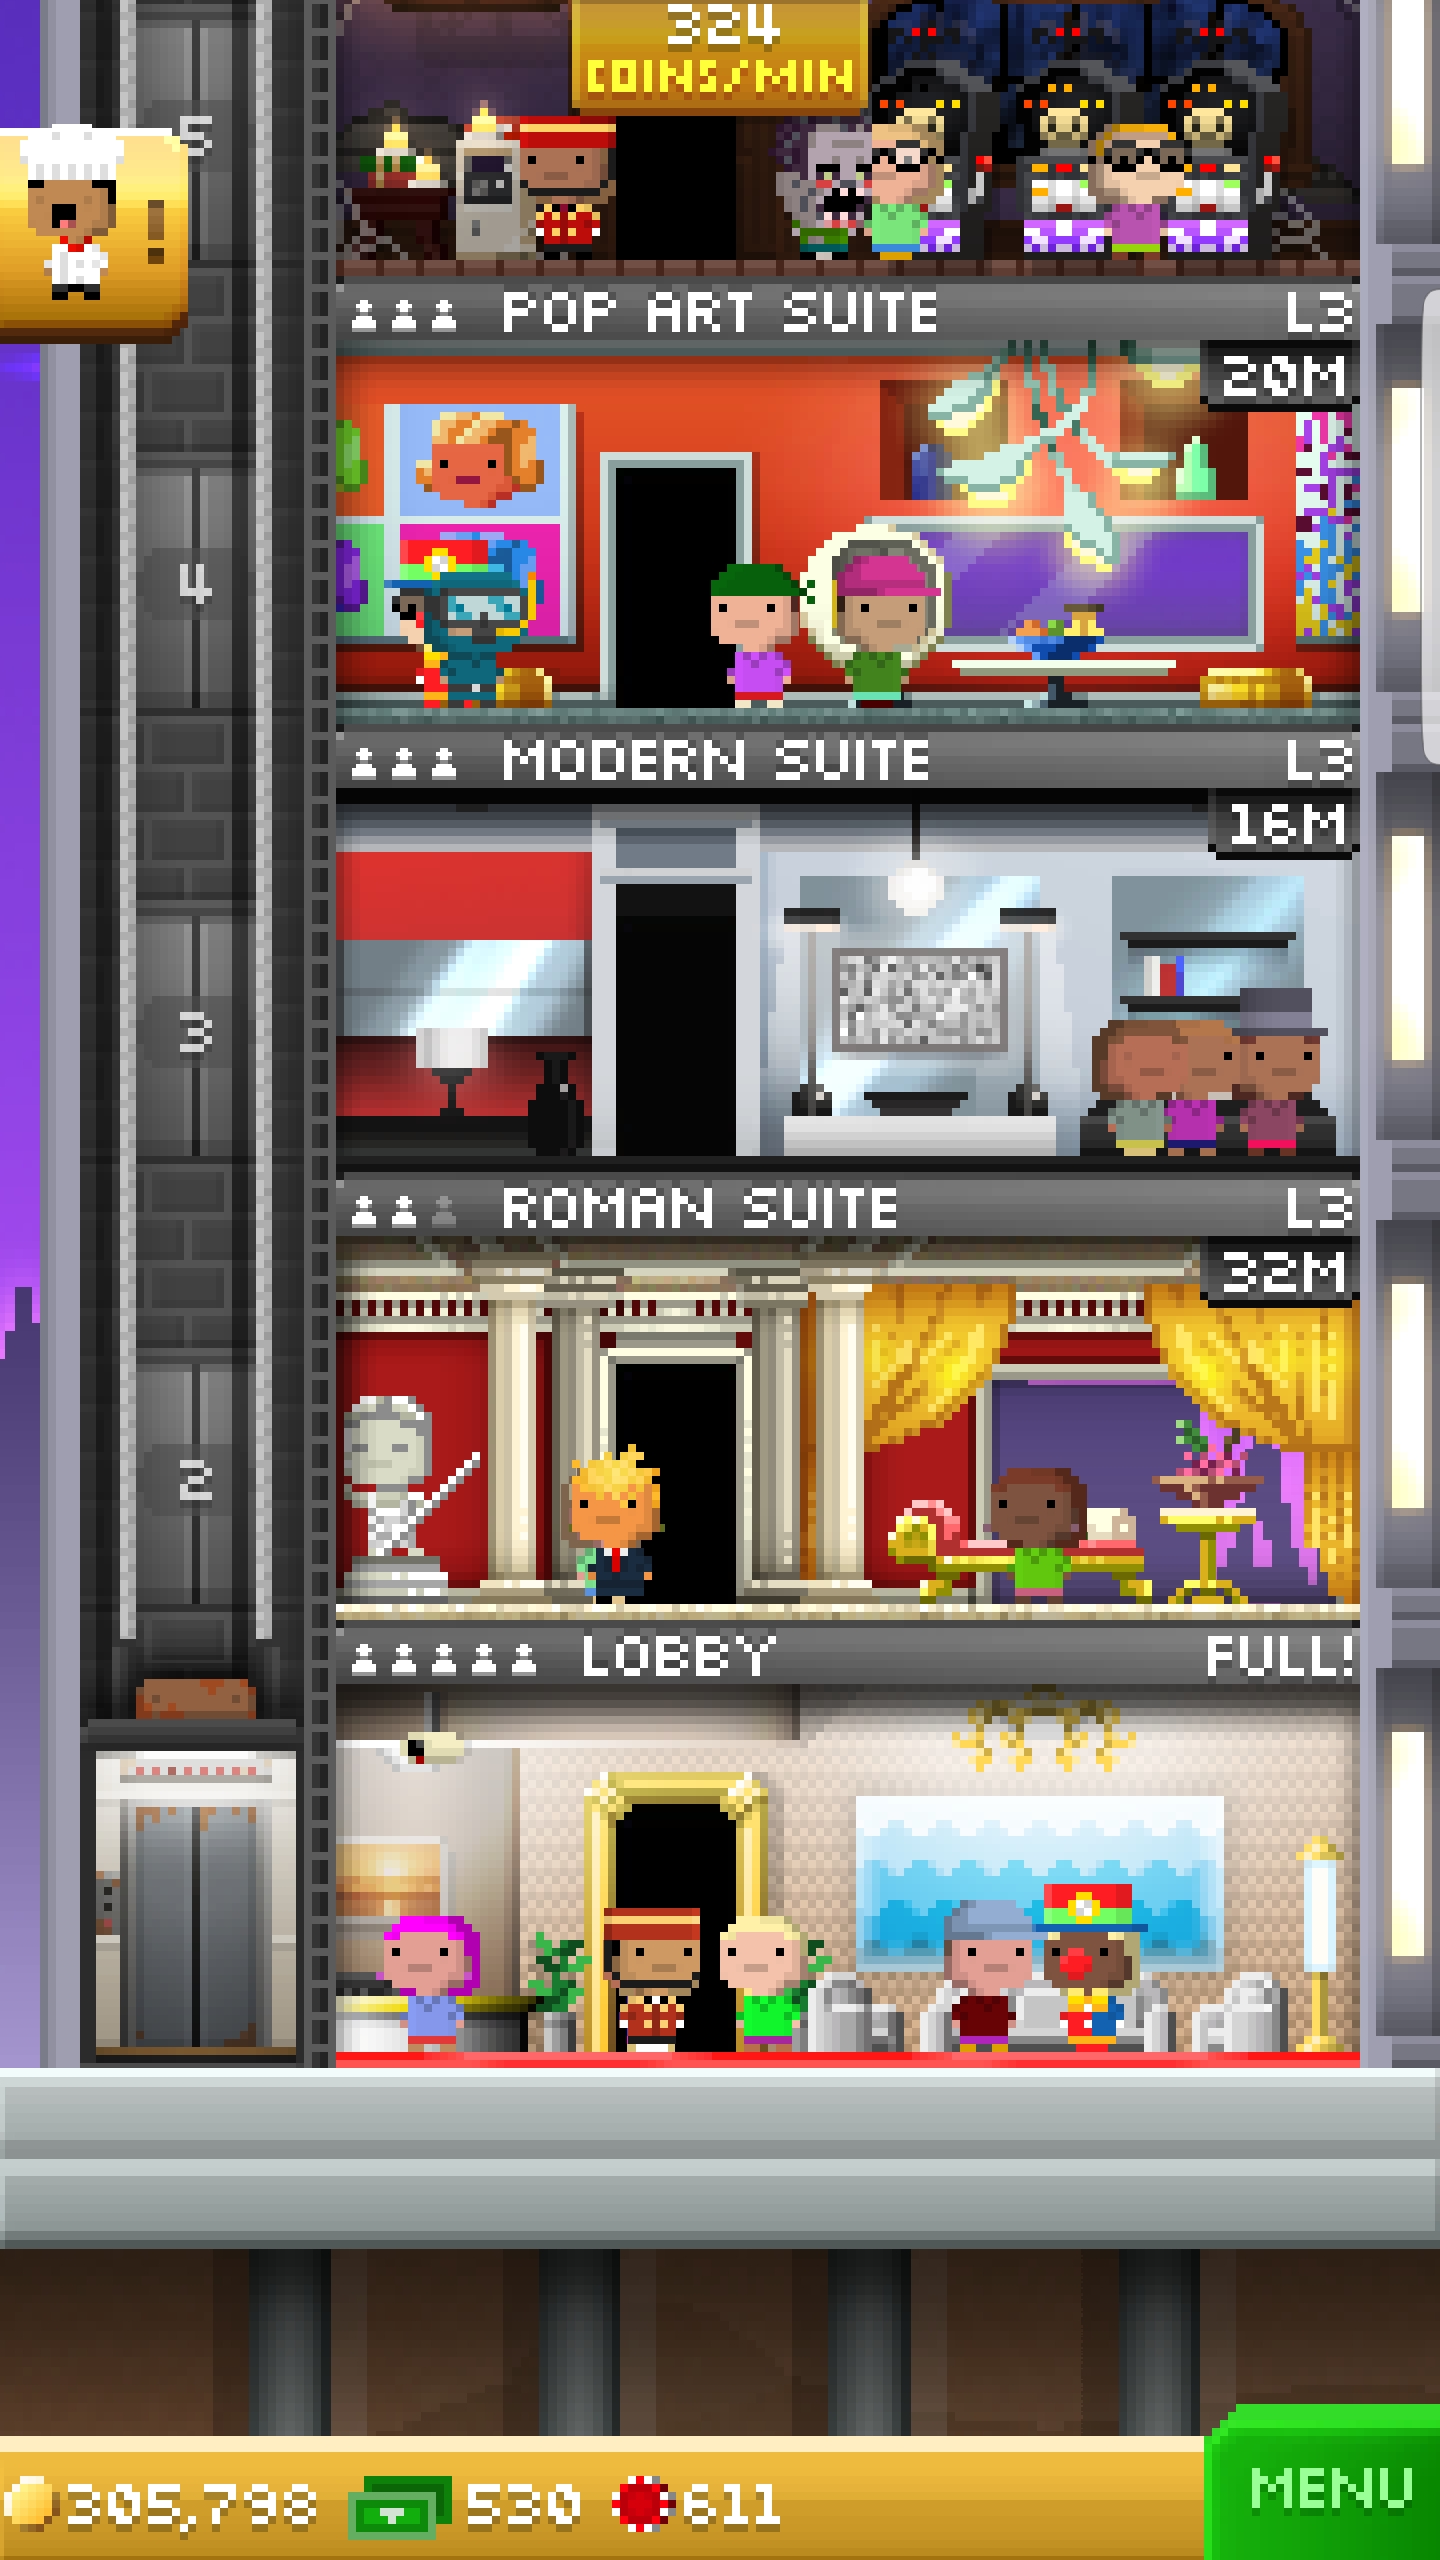 324
COINS/MIN
5
!
POP ART SUITE L3
20M
4
MODERN SUITE L3
16M
3
ROMAN SUITE L3
32M
2
LOBBY FULL!
305,798 530 611
MENU